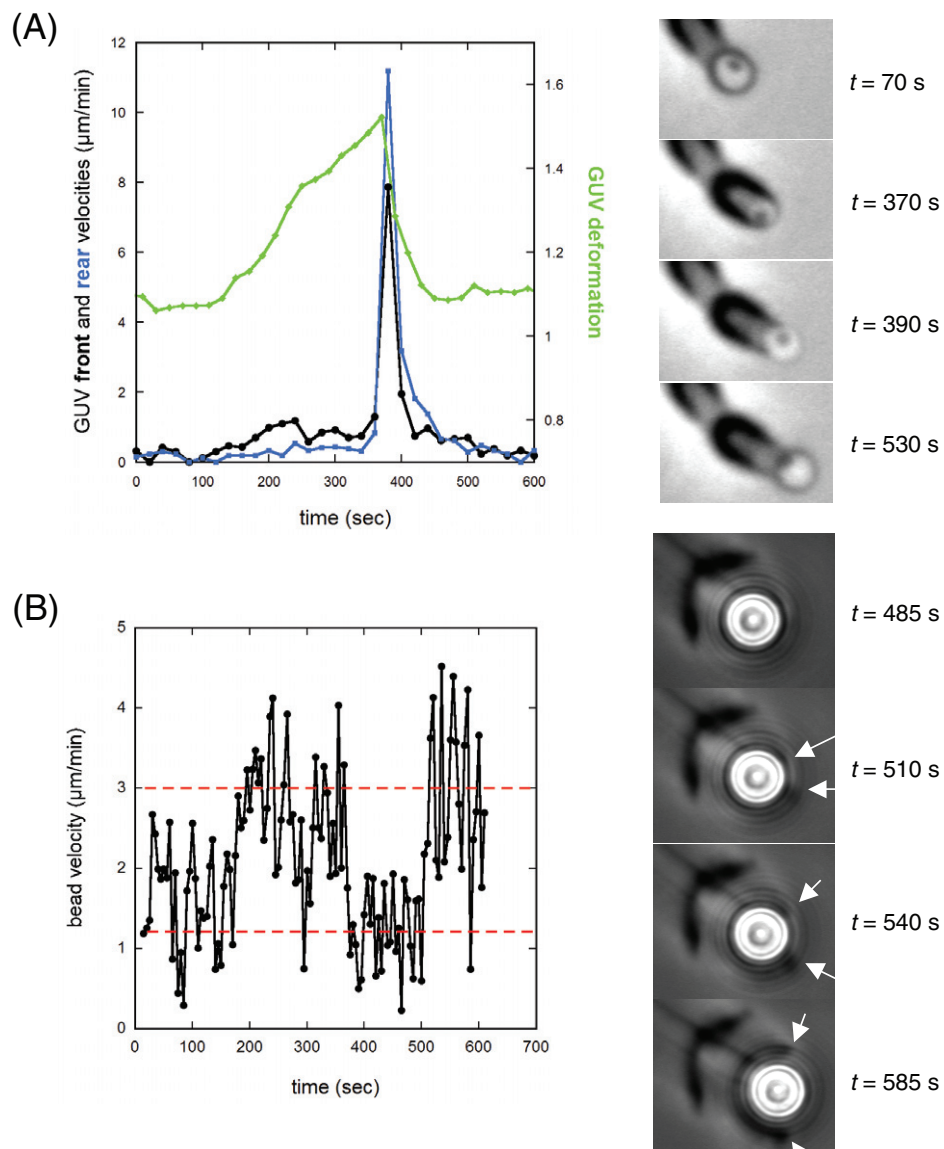 (A)
GUV front and rear velocities (µm/min)
12
10
8
6
4
2
0
0 100 200 300 400 500 600
time (sec)
1.6
1.4
1.2
1
0.8
GUV deformation
t = 70 s
t = 370 s
t = 390 s
t = 530 s
(B)
bead velocity (µm/min)
5
4
3
2
1
0
0 100 200 300 400 500 600 700
time (sec)
t = 485 s
t = 510 s
t = 540 s
t = 585 s